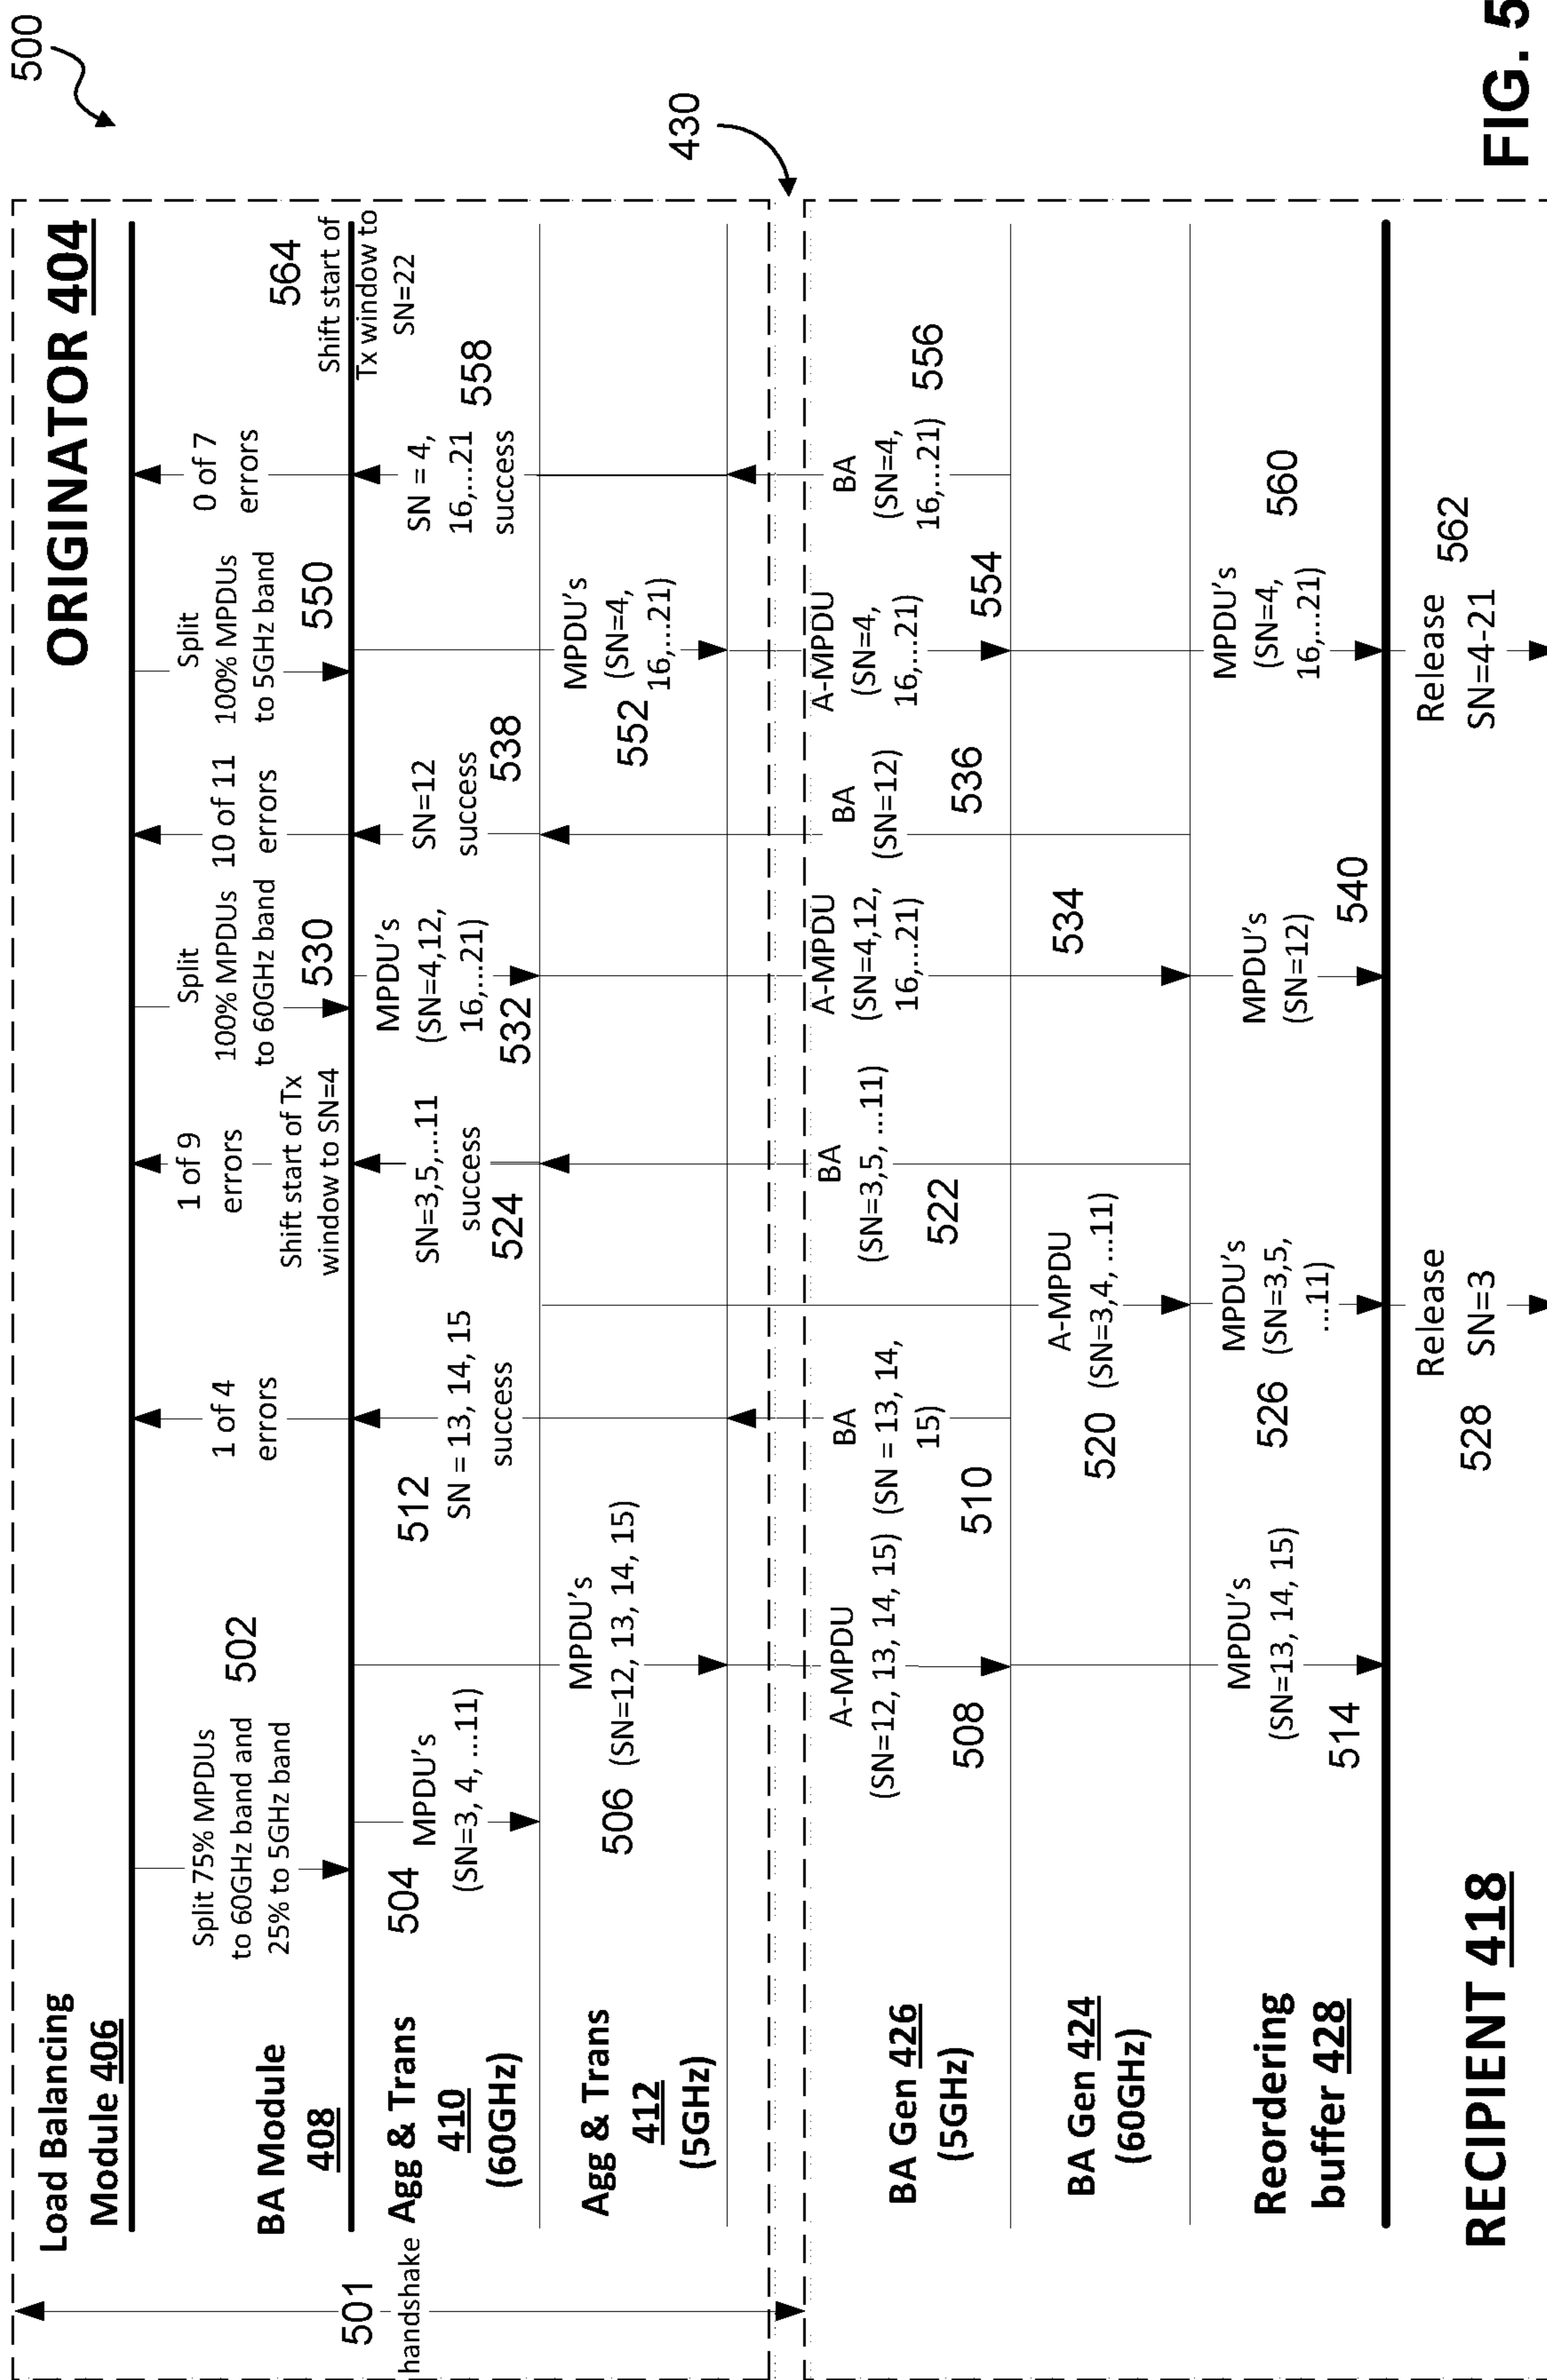 500
ORIGINATOR 404
Load Balancing
Module 406
Split 75% MPDUs
to 60GHz band and
25% to 5GHz band
502
1 of 4
errors
1 of 9
errors
Shift start of Tx
window to SN=4
Split
100% MPDUs
to 60GHz band
530
10 of 11
errors
Split
100% MPDUs
to 5GHz band
550
0 of 7
errors
564
Shift start of
Tx window to
SN=22
BA Module
408
501
handshake
Agg & Trans
410
(60GHz)
504
MPDU's
(SN=3, 4, ...11)
512
SN = 13, 14, 15
success
SN=3,5,...11
success
524
MPDU's
(SN=4,12,
16,...21)
532
SN=12
success
538
SN = 4,
16,...21
success
558
Agg & Trans
412
(5GHz)
506
MPDU's
(SN=12, 13, 14, 15)
552
MPDU's
(SN=4,
16,...21)
430
BA Gen 426
(5GHz)
A-MPDU
(SN=12, 13, 14, 15)
508
BA
(SN = 13, 14,
15)
510
BA
(SN=3,5, ...11)
522
A-MPDU
(SN=4,12,
16,...21)
BA
(SN=12)
536
A-MPDU
(SN=4,
16,...21)
554
BA
(SN=4,
16,...21)
556
BA Gen 424
(60GHz)
A-MPDU
(SN=3,4, ...11)
520
534
Reordering
buffer 428
MPDU's
(SN=13, 14, 15)
514
MPDU's
(SN=3,5,
...11)
526
MPDU's
(SN=12)
540
MPDU's
(SN=4,
16,...21)
560
Release
SN=3
528
Release
SN=4-21
562
RECIPIENT 418
FIG. 5